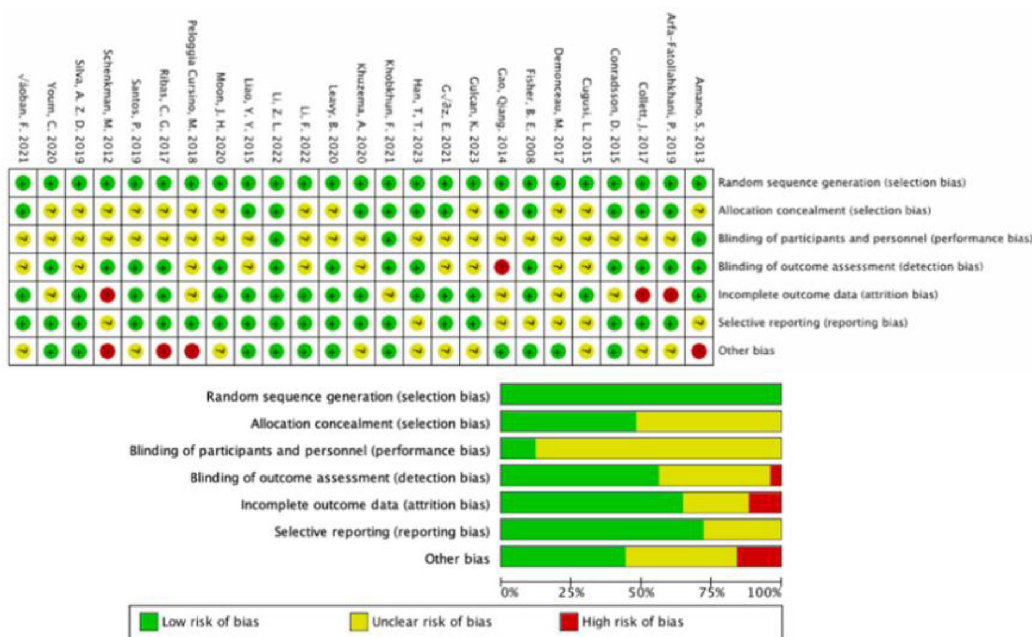 √áoban, F. 2021
Youm, C. 2020
Silva, A. Z. D. 2019
Schenkman, M. 2012
Santos, P. 2019
Ribas, C. G. 2017
Peloggia Cursino, M. 2018
Moon, J. H. 2020
Liao, Y. Y. 2015
Li, Z. L. 2022
Li, F. 2022
Leavy, B. 2020
Khuzema, A. 2020
Khobkhun, F. 2021
Han, T. T. 2023
G√∂z, E. 2021
Gulcan, K. 2023
Gao, Qiang. 2014
Fisher, B. E. 2008
Demonceau, M. 2017
Cugusi, L. 2015
Conradsson, D. 2015
Collett, J. 2017
Arfa-Fatollahkhani, P. 2019
Amano, S. 2013
Random sequence generation (selection bias)
Allocation concealment (selection bias)
Blinding of participants and personnel (performance bias)
Blinding of outcome assessment (detection bias)
Incomplete outcome data (attrition bias)
Selective reporting (reporting bias)
Other bias
Random sequence generation (selection bias)
Allocation concealment (selection bias)
Blinding of participants and personnel (performance bias)
Blinding of outcome assessment (detection bias)
Incomplete outcome data (attrition bias)
Selective reporting (reporting bias)
Other bias
0% 25% 50% 75% 100%
Low risk of bias Unclear risk of bias High risk of bias